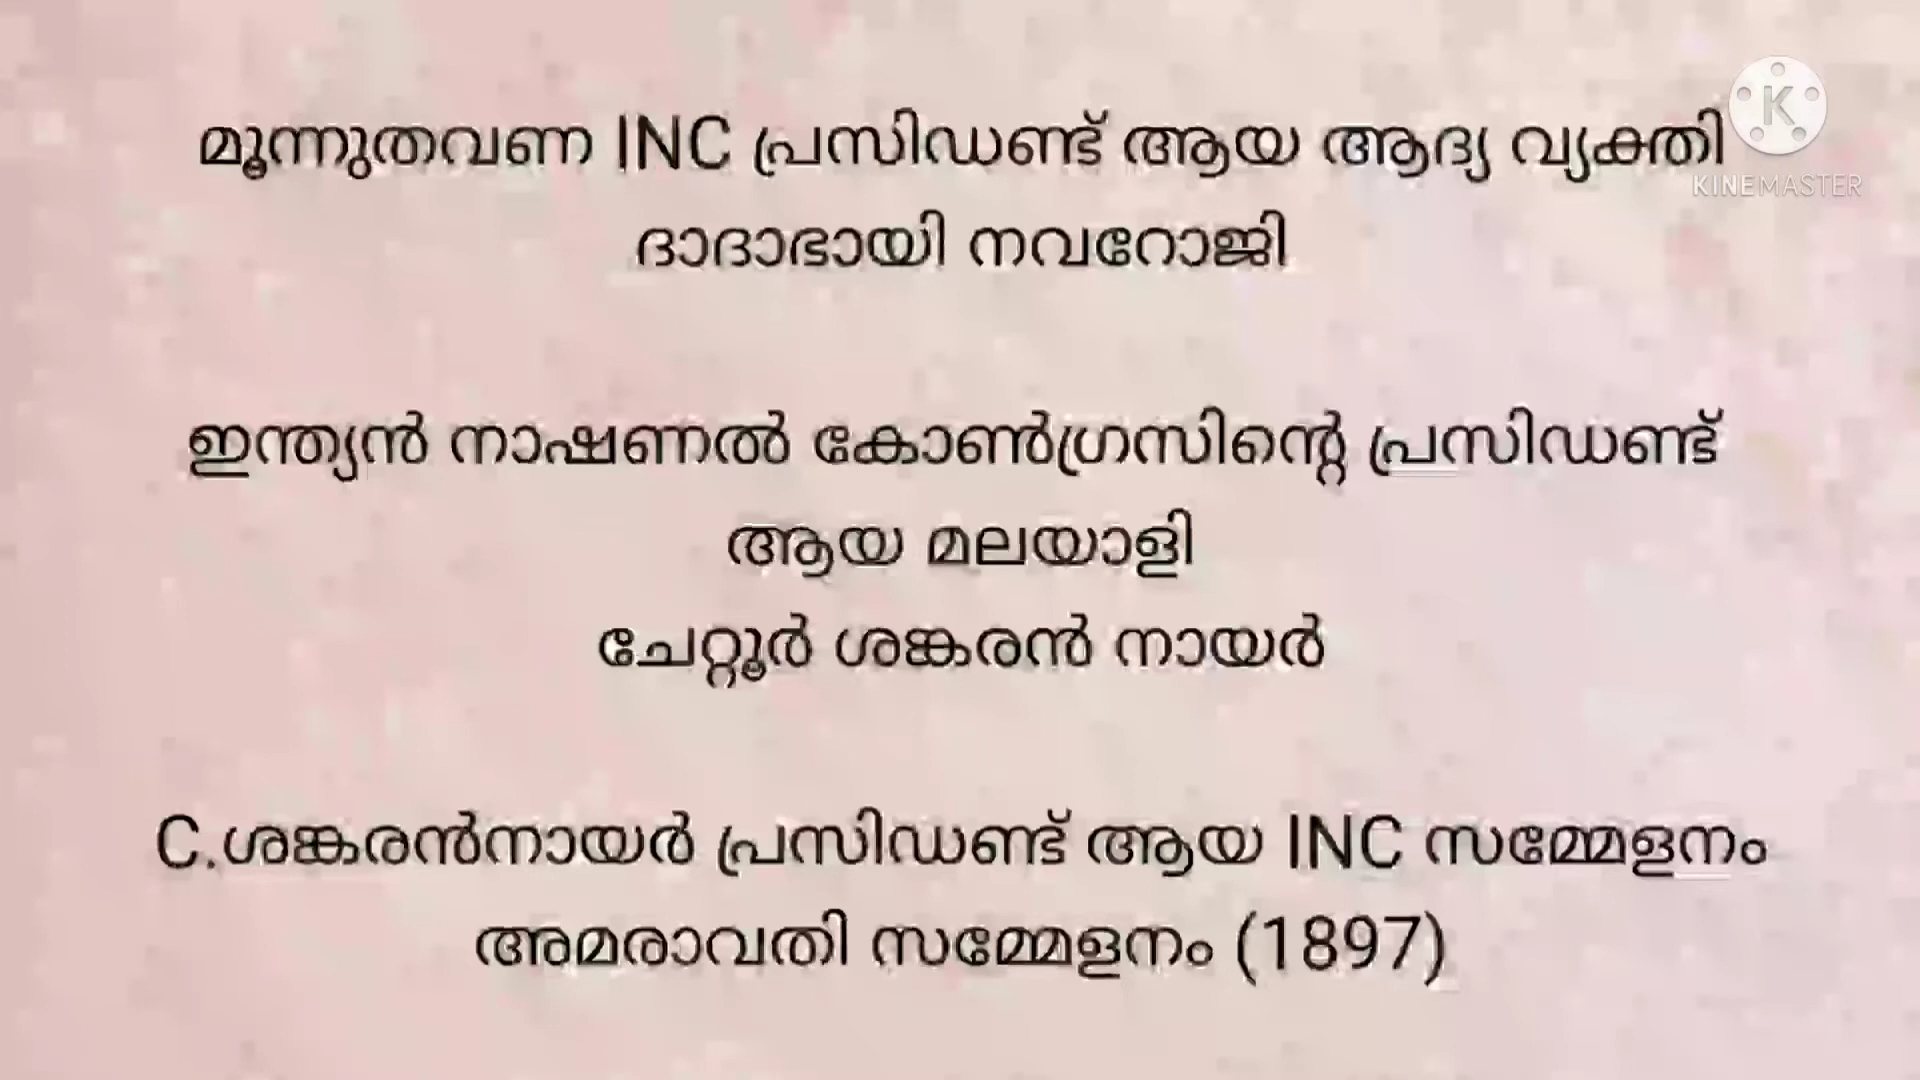 മൂന്നുതവണ INC പ്രസിഡണ്ട് ആയ ആദ്യ വ്യക്തി
ദാദാഭായി നവറോജി
ഇന്ത്യൻ നാഷണൽ കോൺഗ്രസിന്റെ പ്രസിഡണ്ട്
ആയ മലയാളി
ചേറ്റൂർ ശങ്കരൻ നായർ
C.ശങ്കരൻനായർ പ്രസിഡണ്ട് ആയ INC സമ്മേളനം
അമരാവതി സമ്മേളനം (1897)
K
KINEMASTER